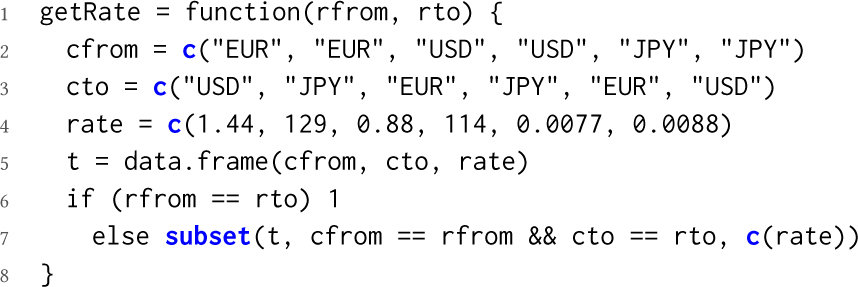 1 getRate = function(rfrom, rto) {
2   cfrom = c("EUR", "EUR", "USD", "USD", "JPY", "JPY")
3   cto = c("USD", "JPY", "EUR", "JPY", "EUR", "USD")
4   rate = c(1.44, 129, 0.88, 114, 0.0077, 0.0088)
5   t = data.frame(cfrom, cto, rate)
6   if (rfrom == rto) 1
7     else subset(t, cfrom == rfrom && cto == rto, c(rate))
8 }